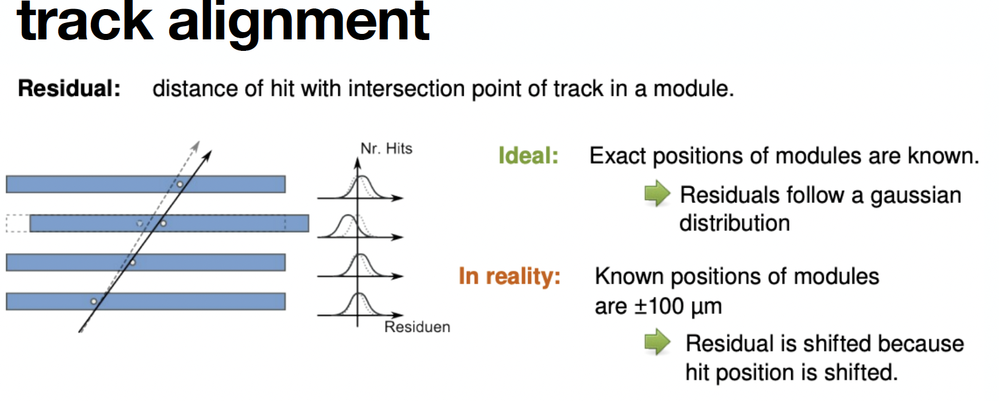 track alignment
Residual: distance of hit with intersection point of track in a module.
Nr. Hits
Residuen
Ideal: Exact positions of modules are known.
Residuals follow a gaussian
distribution
In reality: Known positions of modules
are ±100 µm
Residual is shifted because
hit position is shifted.